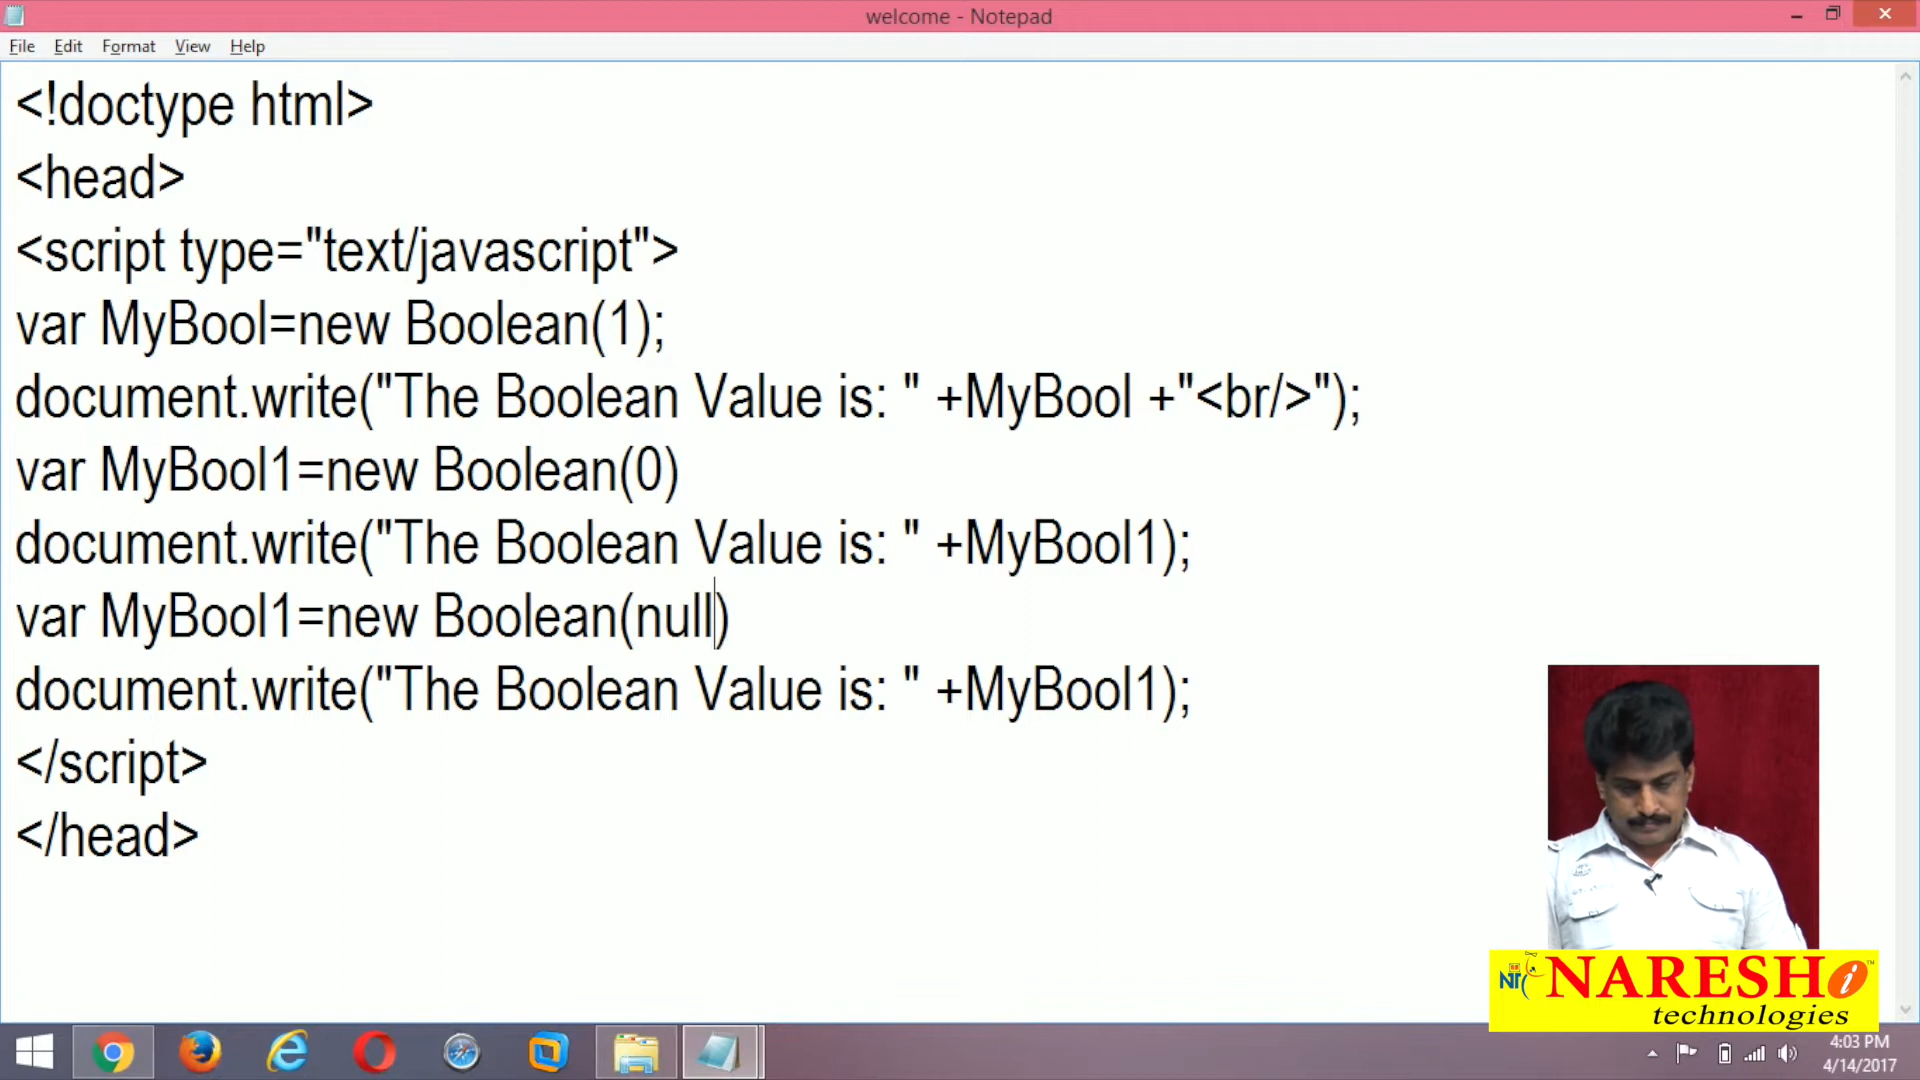 welcome - Notepad
File Edit Format View Help
<!doctype html>
<head>
<script type="text/javascript">
var MyBool=new Boolean(1);
document.write("The Boolean Value is: " +MyBool +"<br/>");
var MyBool1=new Boolean(0)
document.write("The Boolean Value is: " +MyBool1);
var MyBool1=new Boolean(null)
document.write("The Boolean Value is: " +MyBool1);
</script>
</head>
NT NARESH i ™
technologies
4:03 PM
4/14/2017